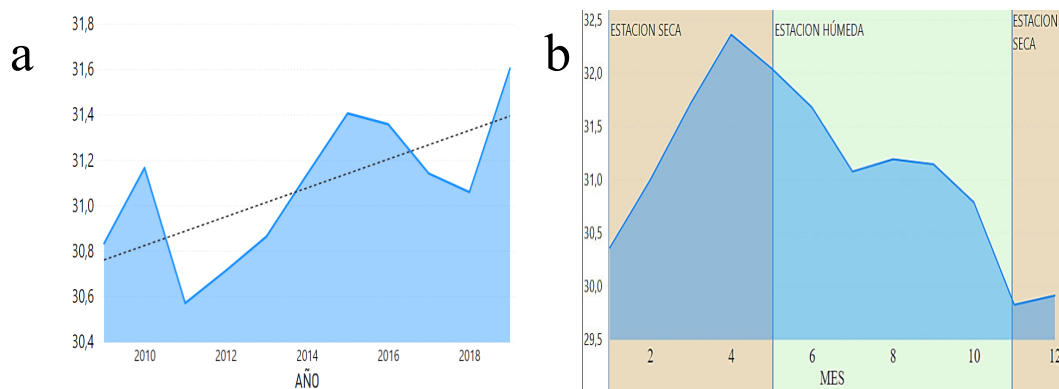 a
31,8
31,6
31,4
31,2
31,0
30,8
30,6
30,4
2010 2012 2014 2016 2018
AÑO
b
32,5
32,0
31,5
31,0
30,5
30,0
29,5
ESTACION SECA
ESTACION HÚMEDA
ESTACION
SECA
2 4 6 8 10 12
MES